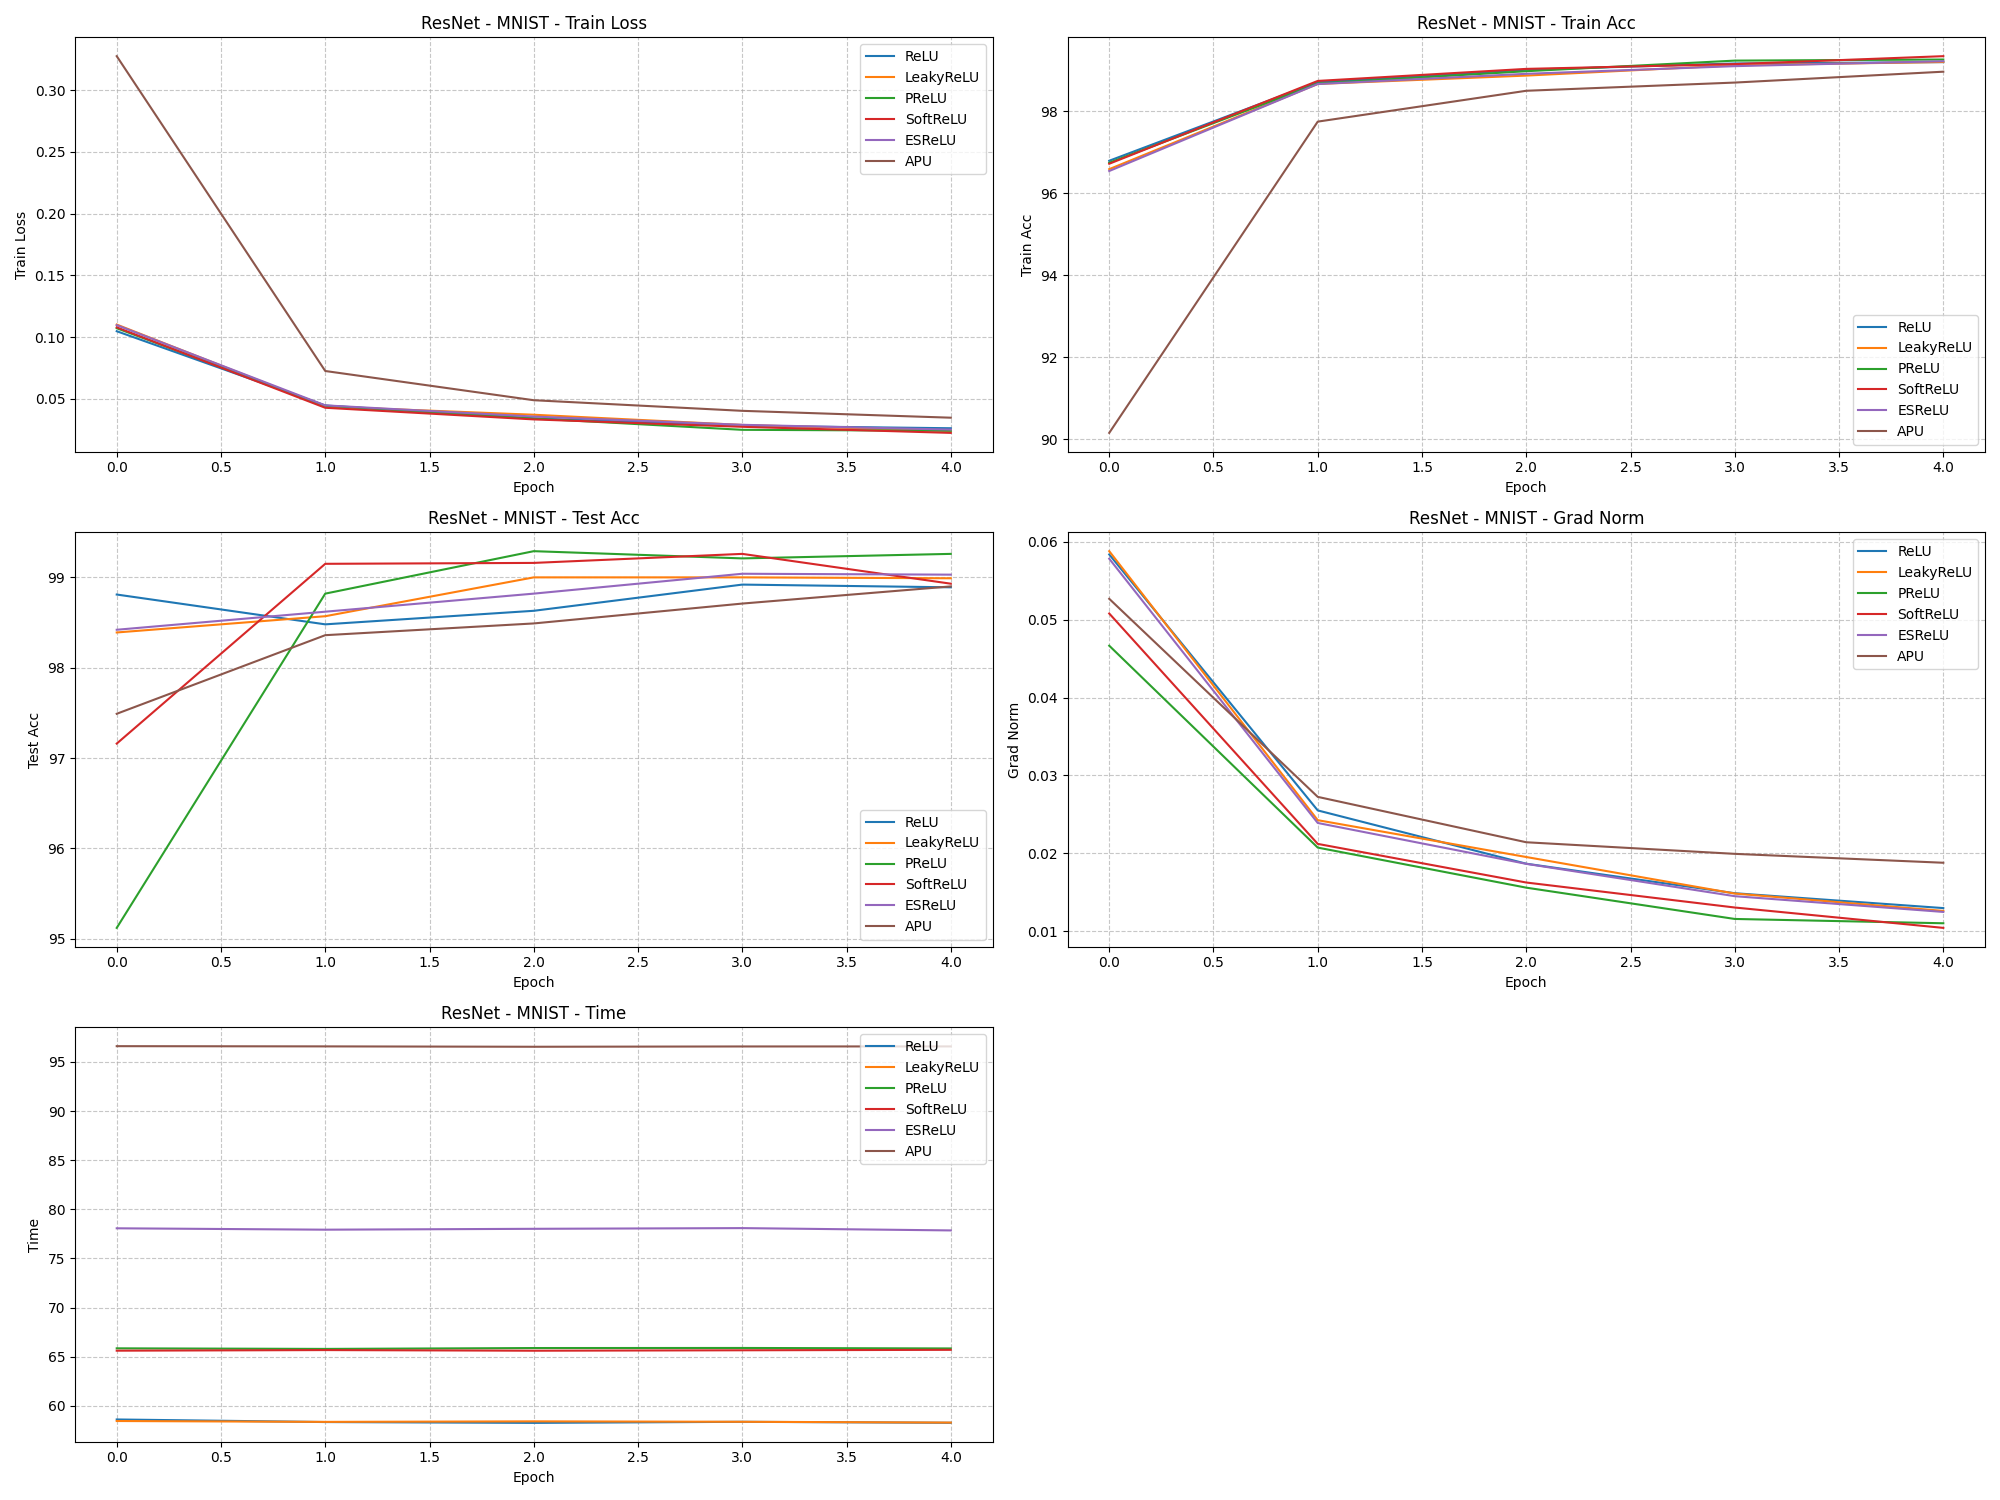 ResNet - MNIST - Train Loss
Train Loss
0.30
0.25
0.20
0.15
0.10
0.05
0.0 0.5 1.0 1.5 2.0 2.5 3.0 3.5 4.0
Epoch
ReLU
LeakyReLU
PReLU
SoftReLU
ESReLU
APU
ResNet - MNIST - Train Acc
Train Acc
98
96
94
92
90
0.0 0.5 1.0 1.5 2.0 2.5 3.0 3.5 4.0
Epoch
ReLU
LeakyReLU
PReLU
SoftReLU
ESReLU
APU
ResNet - MNIST - Test Acc
Test Acc
99
98
97
96
95
0.0 0.5 1.0 1.5 2.0 2.5 3.0 3.5 4.0
Epoch
ReLU
LeakyReLU
PReLU
SoftReLU
ESReLU
APU
ResNet - MNIST - Grad Norm
Grad Norm
0.06
0.05
0.04
0.03
0.02
0.01
0.0 0.5 1.0 1.5 2.0 2.5 3.0 3.5 4.0
Epoch
ReLU
LeakyReLU
PReLU
SoftReLU
ESReLU
APU
ResNet - MNIST - Time
Time
95
90
85
80
75
70
65
60
0.0 0.5 1.0 1.5 2.0 2.5 3.0 3.5 4.0
Epoch
ReLU
LeakyReLU
PReLU
SoftReLU
ESReLU
APU